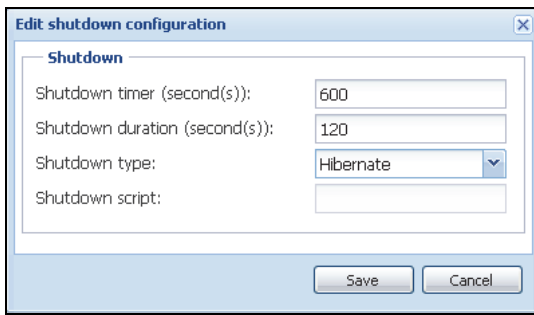 Edit shutdown configuration
Shutdown
Shutdown timer (second(s)): 600
Shutdown duration (second(s)): 120
Shutdown type: Hibernate
Shutdown script:
Save Cancel